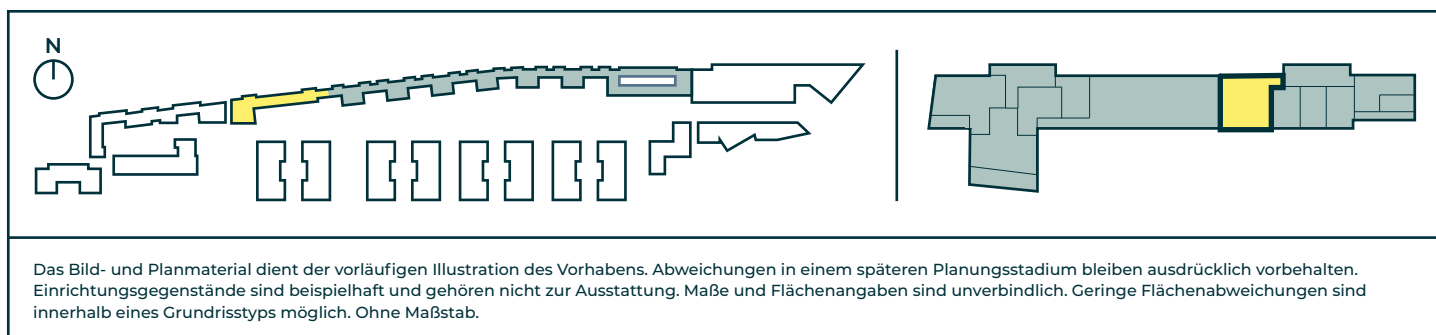 N
Das Bild- und Planmaterial dient der vorläufigen Illustration des Vorhabens. Abweichungen in einem späteren Planungsstadium bleiben ausdrücklich vorbehalten.
Einrichtungsgegenstände sind beispielhaft und gehören nicht zur Ausstattung. Maße und Flächenangaben sind unverbindlich. Geringe Flächenabweichungen sind
innerhalb eines Grundrisstyps möglich. Ohne Maßstab.